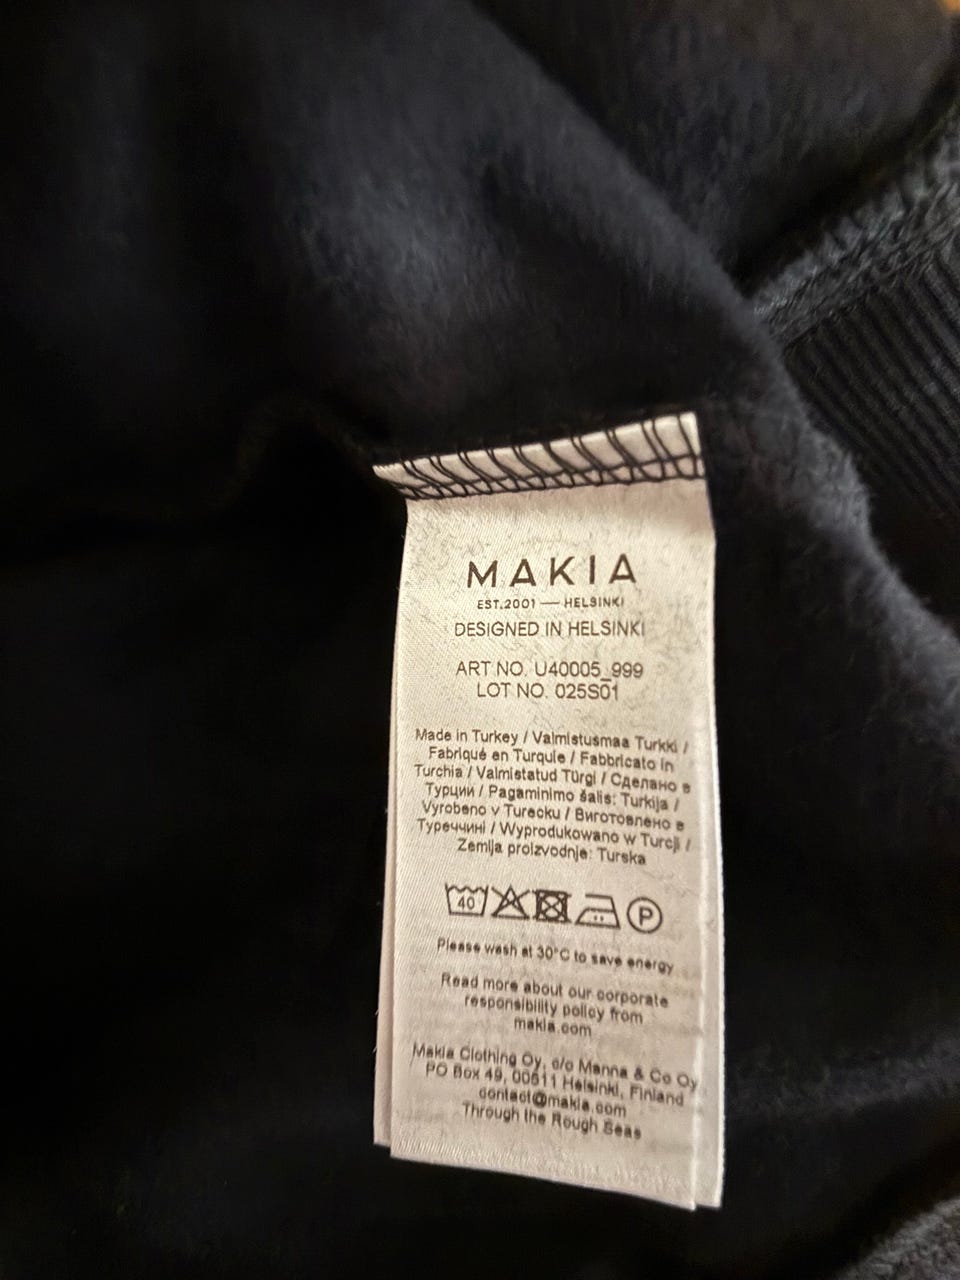 MAKIA
EST.2001 — HELSINKI
DESIGNED IN HELSINKI
ART NO. U40005_999
LOT NO. 025S01
Made in Turkey / Valmistusmaa Turkki /
Fabriqué en Turquie / Fabbricato in
Turchia / Valmistatud Türgi / Сделано в
Турции / Pagaminimo šalis: Turkija /
Vyrobeno v Turecku / Виготовлено в
Туреччині / Wyprodukowano w Turcji /
Zemlja proizvodnje: Turska
40 P
Please wash at 30°C to save energy
Read more about our corporate
responsibility policy from
makia.com
Makia Clothing Oy, c/o Manna & Co Oy
PO Box 49, 00511 Helsinki, Finland
contact@makia.com
Through the Rough Seas